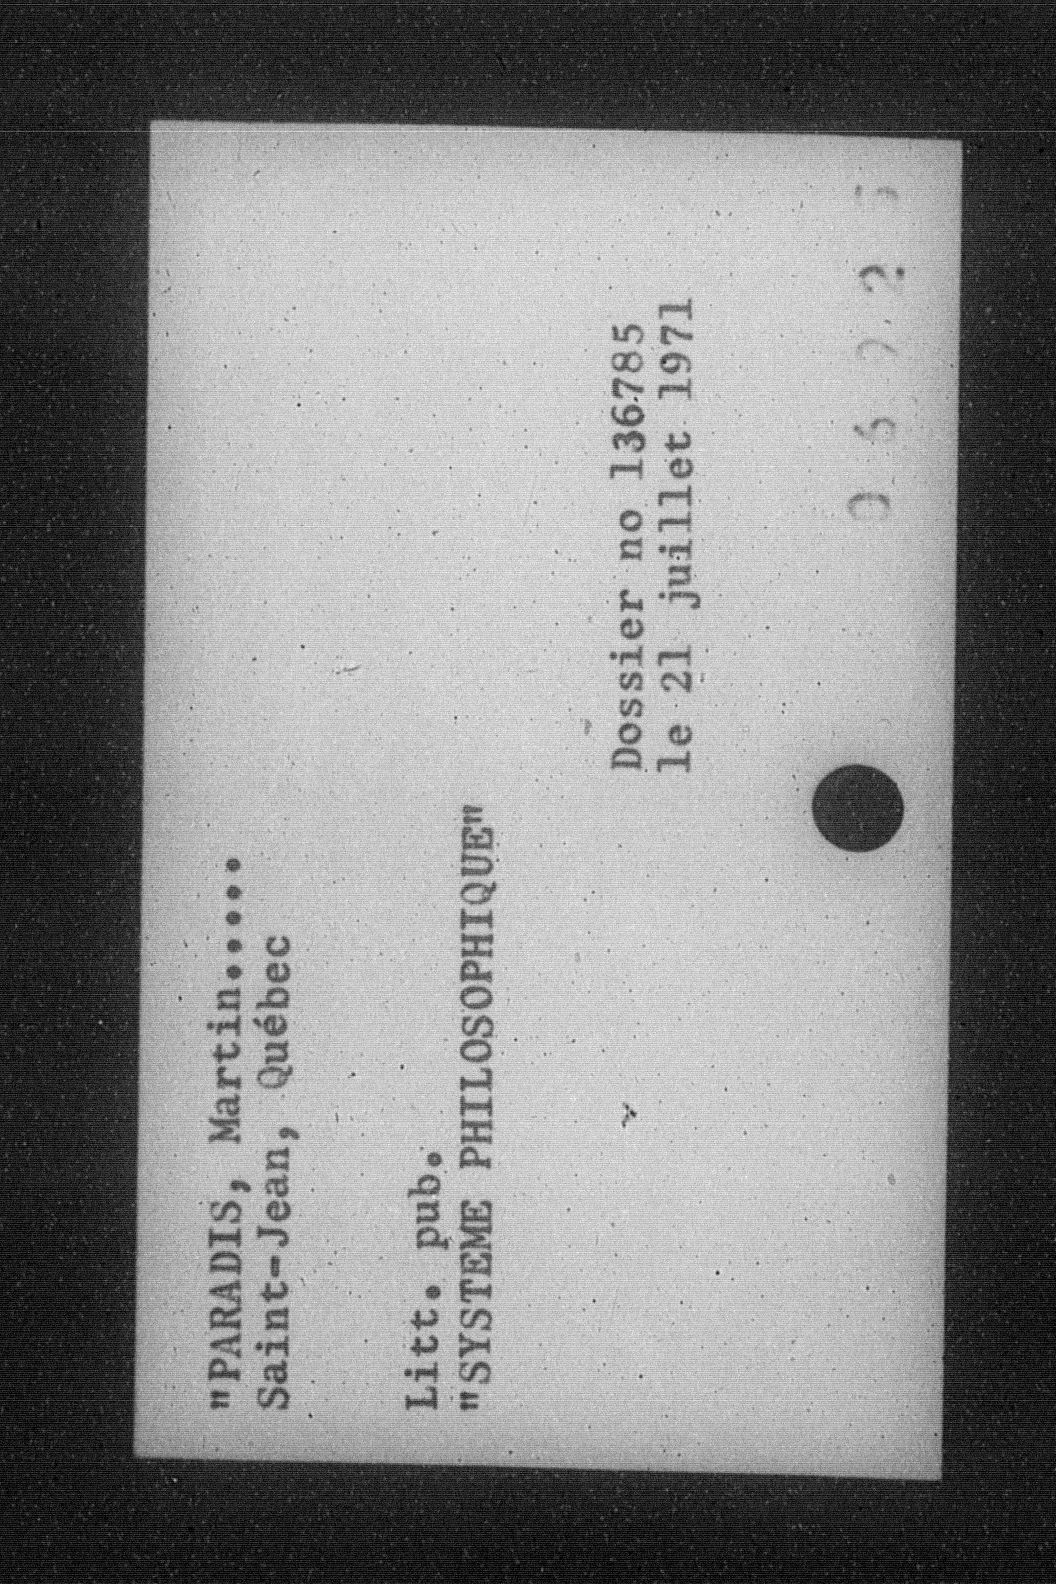 "PARADIS, Martin.....
Saint-Jean, Québec
Litt. pub.
"SYSTEME PHILOSOPHIQUE"
Dossier no 136785
le 21 juillet 1971